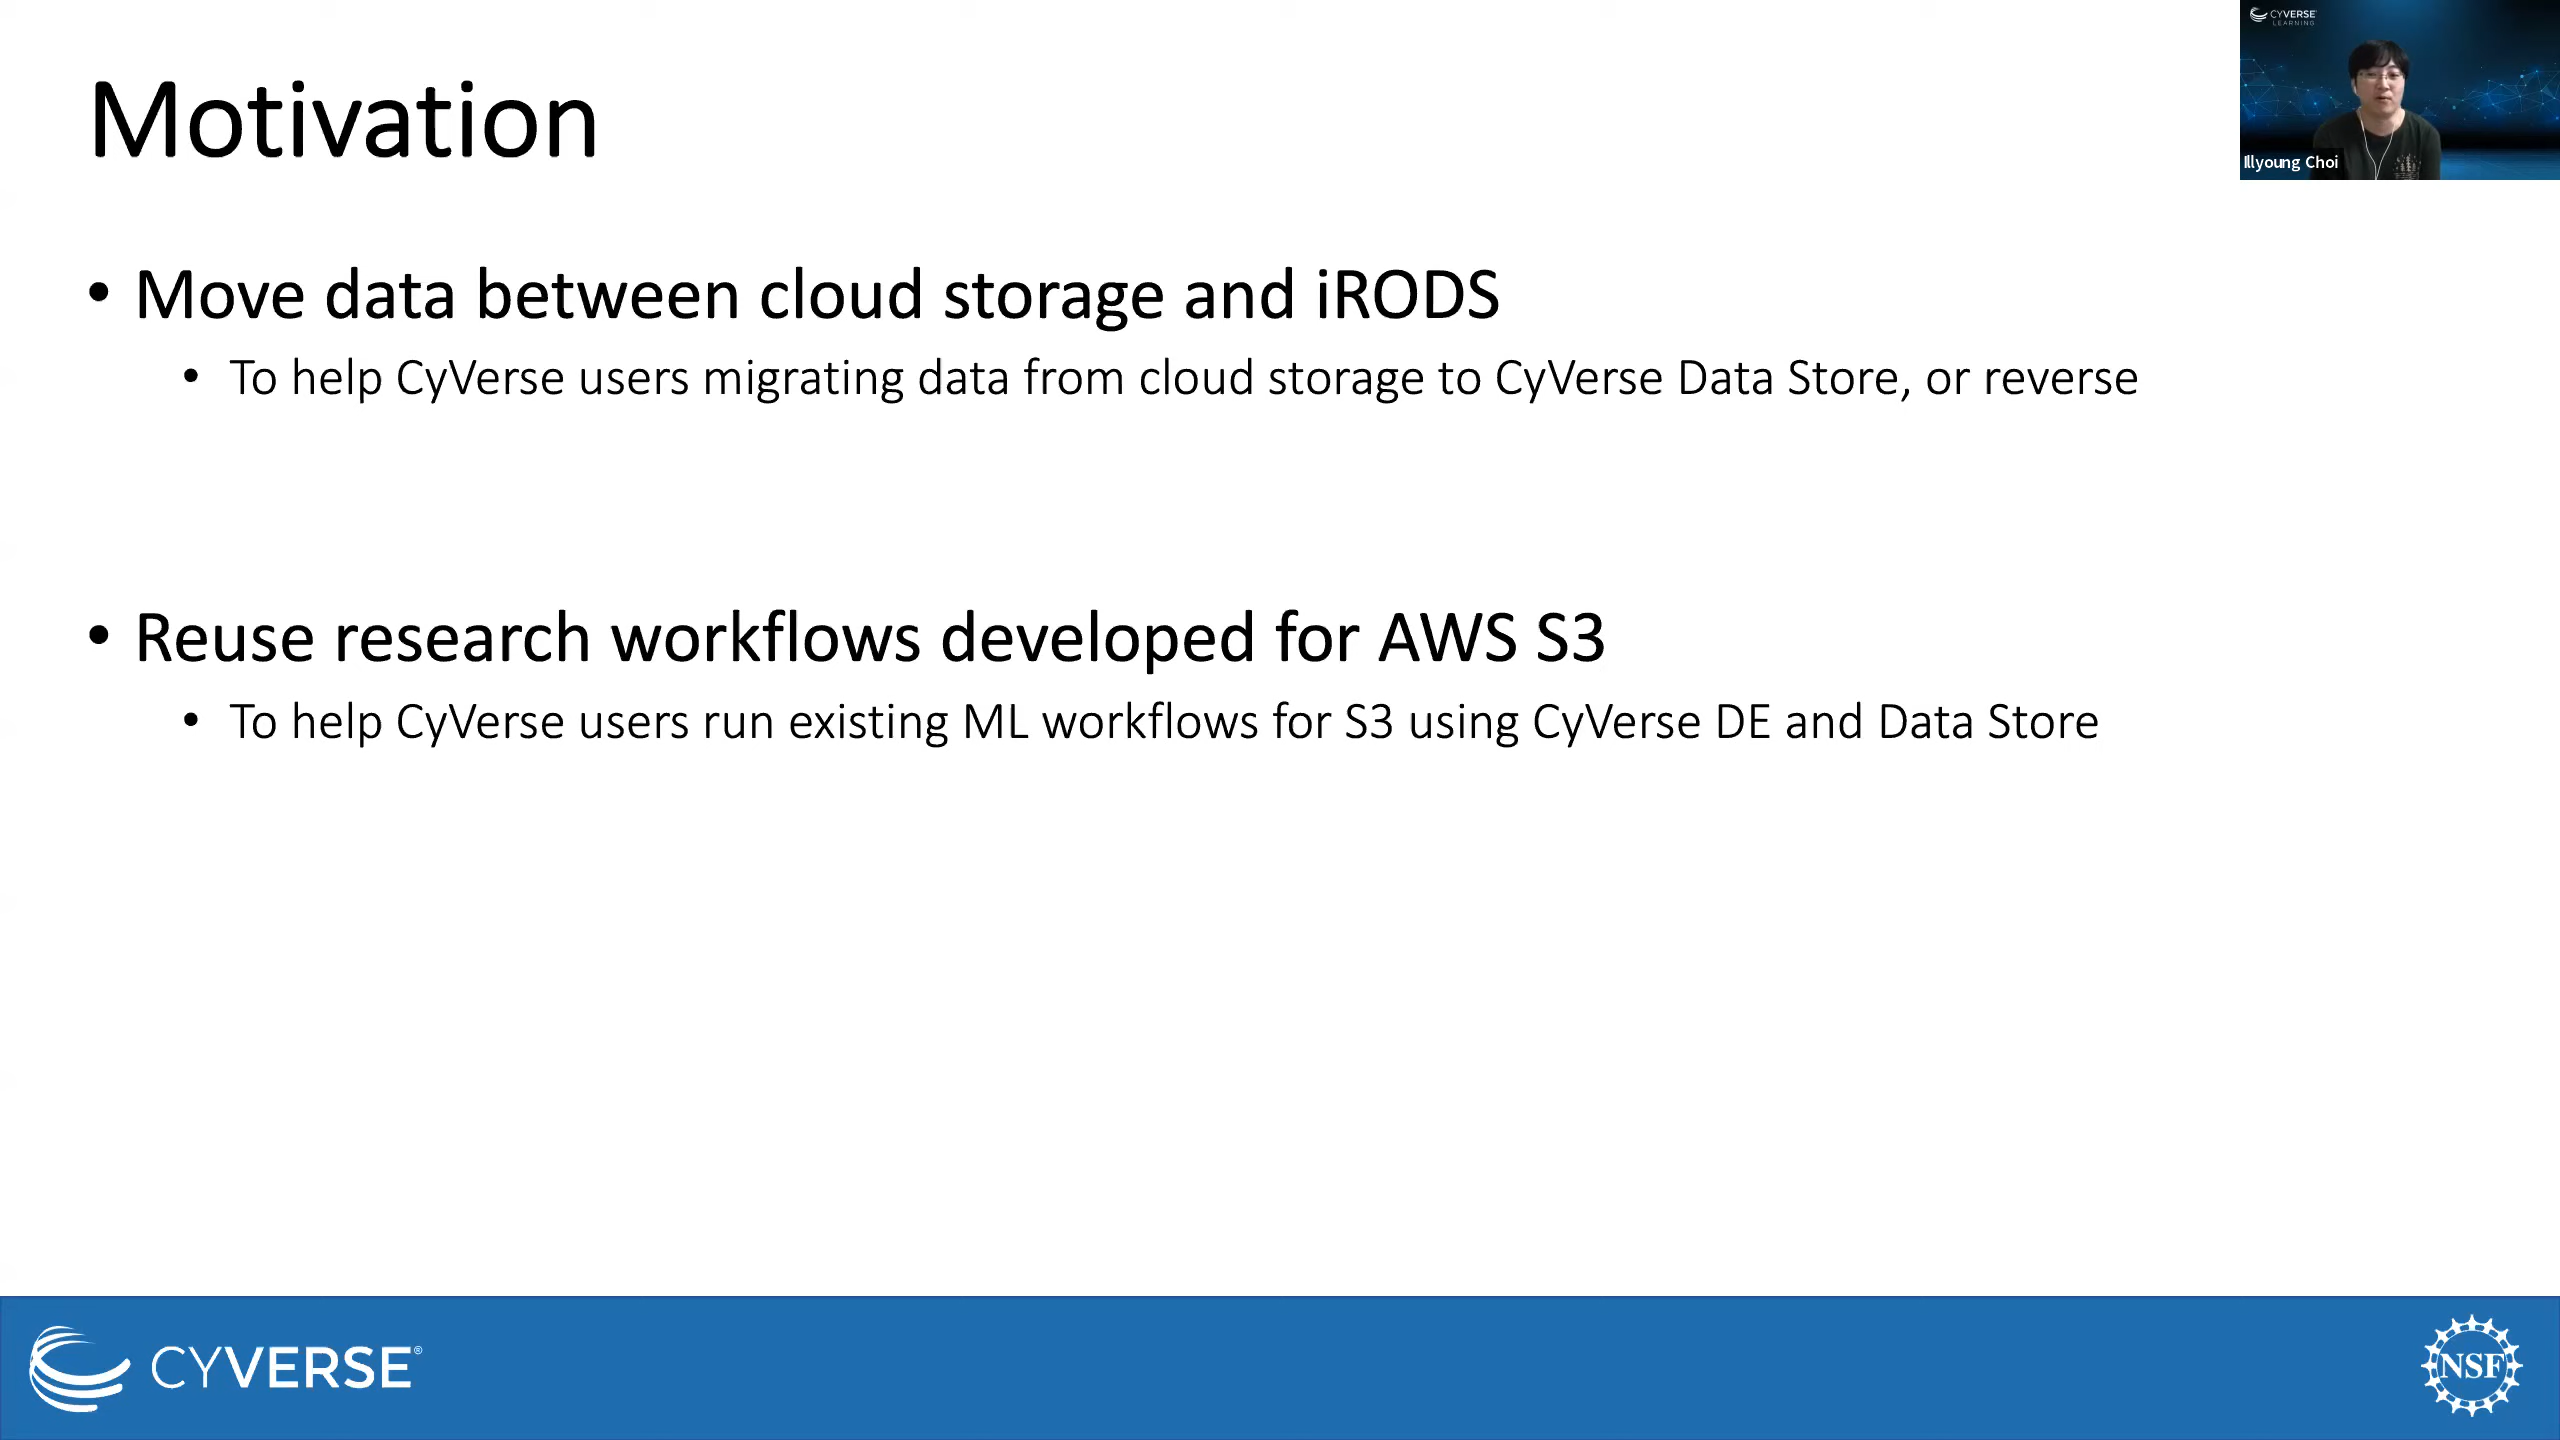 CYVERSE
LEARNING
Illyoung Choi
Motivation
• Move data between cloud storage and iRODS
• To help CyVerse users migrating data from cloud storage to CyVerse Data Store, or reverse
• Reuse research workflows developed for AWS S3
• To help CyVerse users run existing ML workflows for S3 using CyVerse DE and Data Store
CYVERSE®
NSF